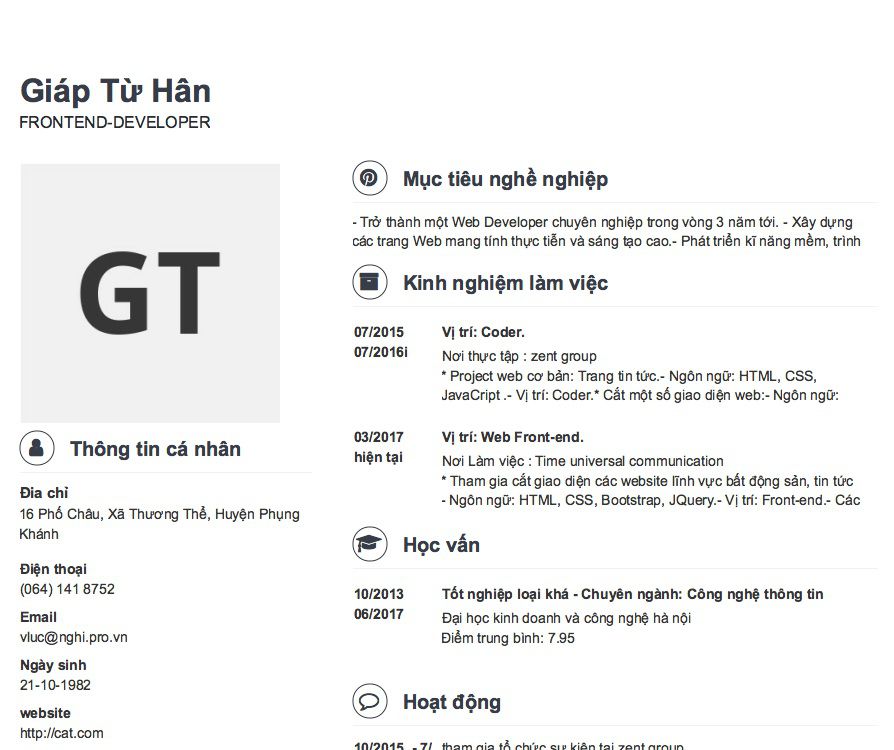 Giáp Từ Hân
FRONTEND-DEVELOPER
GT
Thông tin cá nhân
Đia chỉ
16 Phố Châu, Xã Thương Thể, Huyện Phụng
Khánh
Điện thoại
(064) 141 8752
Email
vluc@nghi.pro.vn
Ngày sinh
21-10-1982
website
http://cat.com
Mục tiêu nghề nghiệp
- Trở thành một Web Developer chuyên nghiệp trong vòng 3 năm tới. - Xây dựng
các trang Web mang tính thực tiễn và sáng tạo cao.- Phát triển kĩ năng mềm, trình
Kinh nghiệm làm việc
07/2015 Vị trí: Coder.
07/2016i
Nơi thực tập : zent group
* Project web cơ bản: Trang tin tức.- Ngôn ngữ: HTML, CSS,
JavaCript .- Vị trí: Coder.* Cắt một số giao diện web:- Ngôn ngữ:
03/2017 Vị trí: Web Front-end.
hiện tại
Nơi Làm việc : Time universal communication
* Tham gia cắt giao diện các website lĩnh vực bất động sản, tin tức
- Ngôn ngữ: HTML, CSS, Bootstrap, JQuery.- Vị trí: Front-end.- Các
Học vấn
10/2013 Tốt nghiệp loại khá - Chuyên ngành: Công nghệ thông tin
06/2017
Đại học kinh doanh và công nghệ hà nội
Điểm trung bình: 7.95
Hoạt động
10/2015 - 7/ tham gia tổ chức sự kiện tại zent group